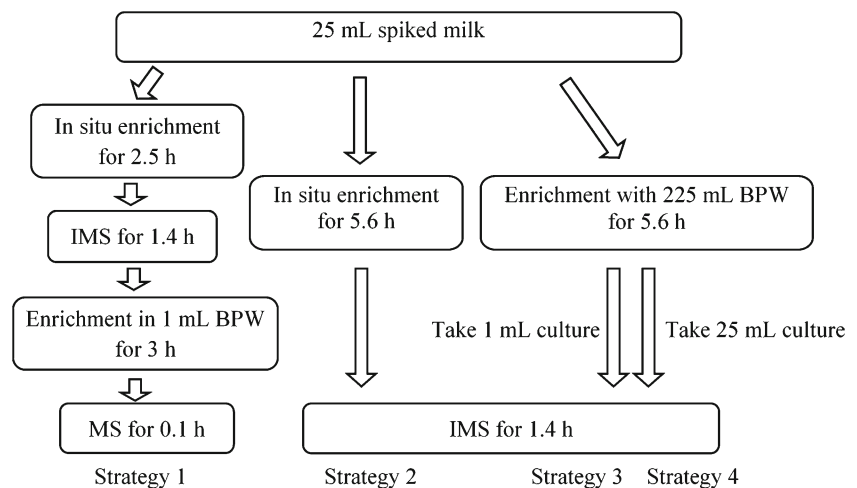 25 mL spiked milk
In situ enrichment
for 2.5 h
IMS for 1.4 h
Enrichment in 1 mL BPW
for 3 h
MS for 0.1 h
In situ enrichment
for 5.6 h
Enrichment with 225 mL BPW
for 5.6 h
Take 1 mL culture
Take 25 mL culture
IMS for 1.4 h
Strategy 1
Strategy 2
Strategy 3
Strategy 4